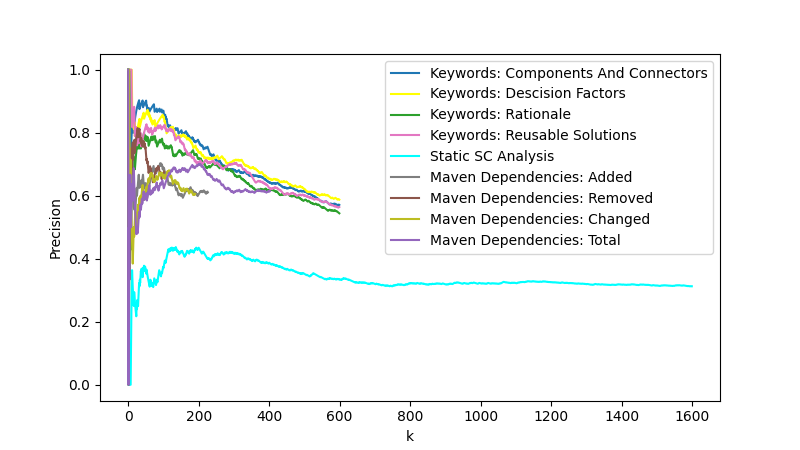 Precision
1.0
0.8
0.6
0.4
0.2
0.0
0 200 400 600 800 1000 1200 1400 1600
k
Keywords: Components And Connectors
Keywords: Descision Factors
Keywords: Rationale
Keywords: Reusable Solutions
Static SC Analysis
Maven Dependencies: Added
Maven Dependencies: Removed
Maven Dependencies: Changed
Maven Dependencies: Total